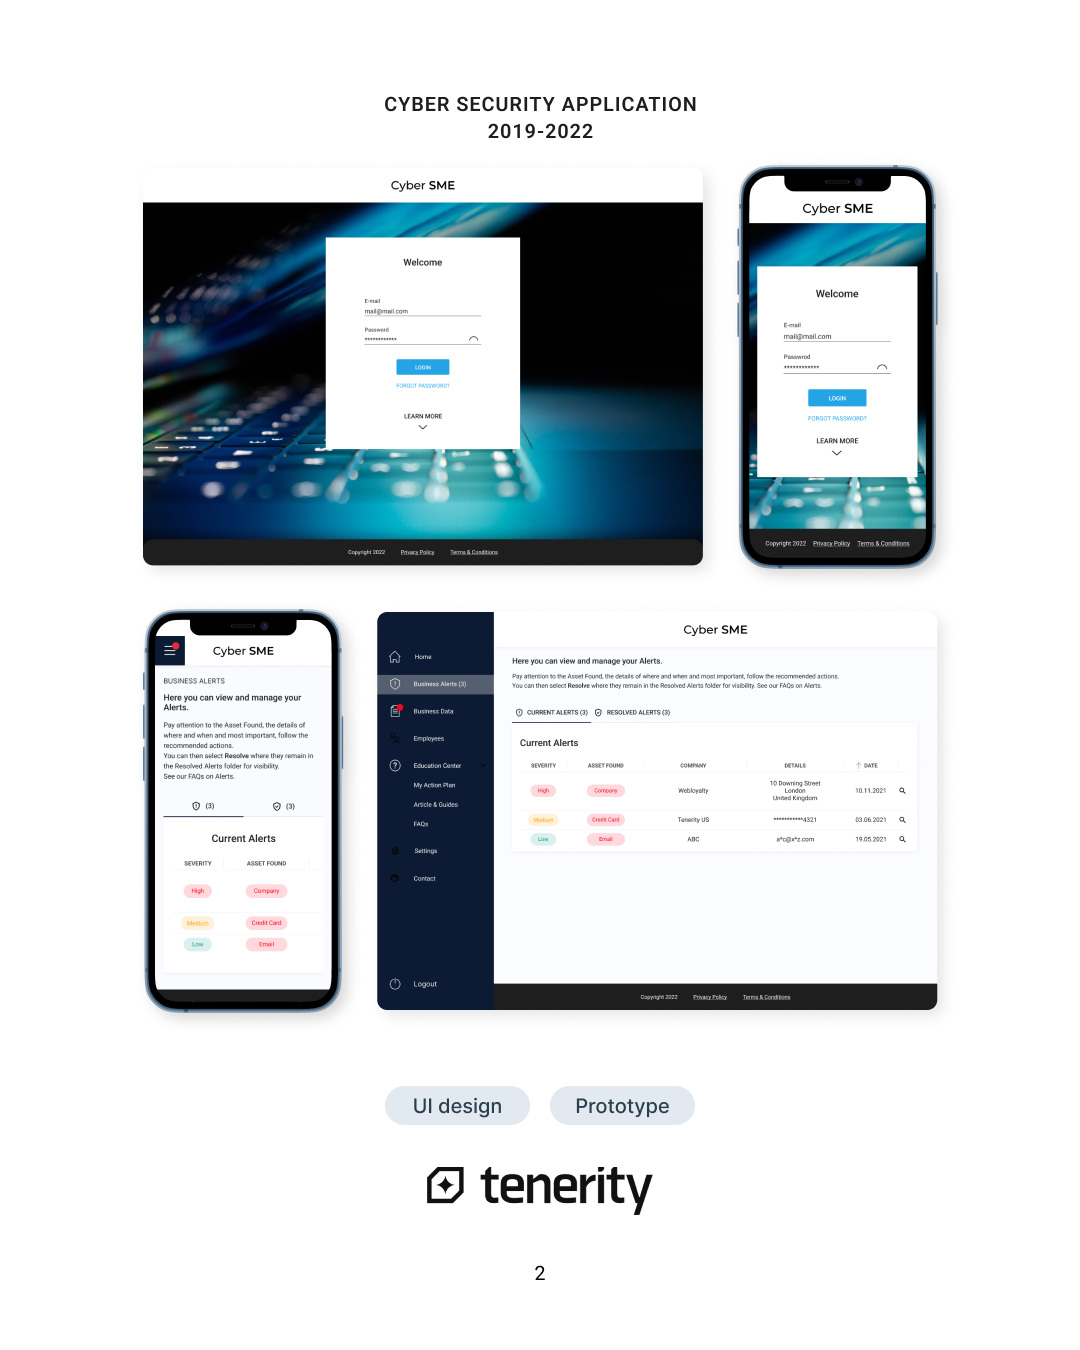 CYBER SECURITY APPLICATION
2019-2022
Cyber SME
Welcome
E-mail
mail@mail.com
Password
************
LOGIN
FORGOT PASSWORD?
LEARN MORE
Copyright 2022 Privacy Policy Terms & Conditions
Cyber SME
Welcome
E-mail
mail@mail.com
Passwrod
************
LOGIN
FORGOT PASSWORD?
LEARN MORE
Copyright 2022 Privacy Policy Terms & Conditions
Cyber SME
BUSINESS ALERTS
Here you can view and manage your
Alerts.
Pay attention to the Asset Found, the details of
where and when and most important, follow the
recommended actions.
You can then select Resolve where they remain in
the Resolved Alerts folder for visibility.
See our FAQs on Alerts.
(3) (3)
Current Alerts
SEVERITY ASSET FOUND
High Company
Medium Credit Card
Low Email
Home
Business Alerts (3)
Business Data
Employees
Education Center
My Action Plan
Article & Guides
FAQs
Settings
Contact
Logout
Cyber SME
Here you can view and manage your Alerts.
Pay attention to the Asset Found, the details of where and when and most important, follow the recommended actions.
You can then select Resolve where they remain in the Resolved Alerts folder for visibility. See our FAQs on Alerts.
CURRENT ALERTS (3) RESOLVED ALERTS (3)
Current Alerts
SEVERITY ASSET FOUND COMPANY DETAILS DATE
High Company Webloyalty 10 Downing Street London United Kingdom 10.11.2021
Medium Credit Card Tenerity US ***********4321 03.06.2021
Low Email ABC a*c@x*z.com 19.05.2021
Copyright 2022 Privacy Policy Terms & Conditions
UI design Prototype
tenerity
2